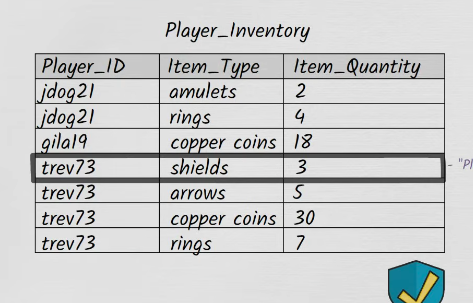 Player_Inventory
Player_ID Item_Type Item_Quantity
jdog21 amulets 2
jdog21 rings 4
gila19 copper coins 18
trev73 shields 3
trev73 arrows 5
trev73 copper coins 30
trev73 rings 7